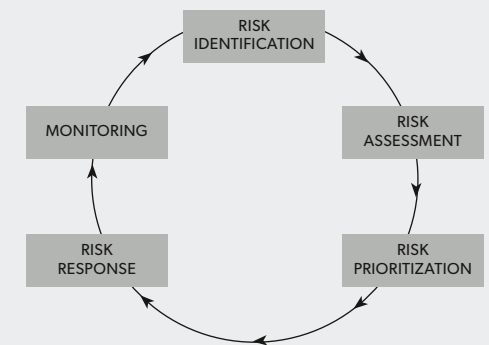 RISK
IDENTIFICATION
RISK
ASSESSMENT
RISK
PRIORITIZATION
RISK
RESPONSE
MONITORING